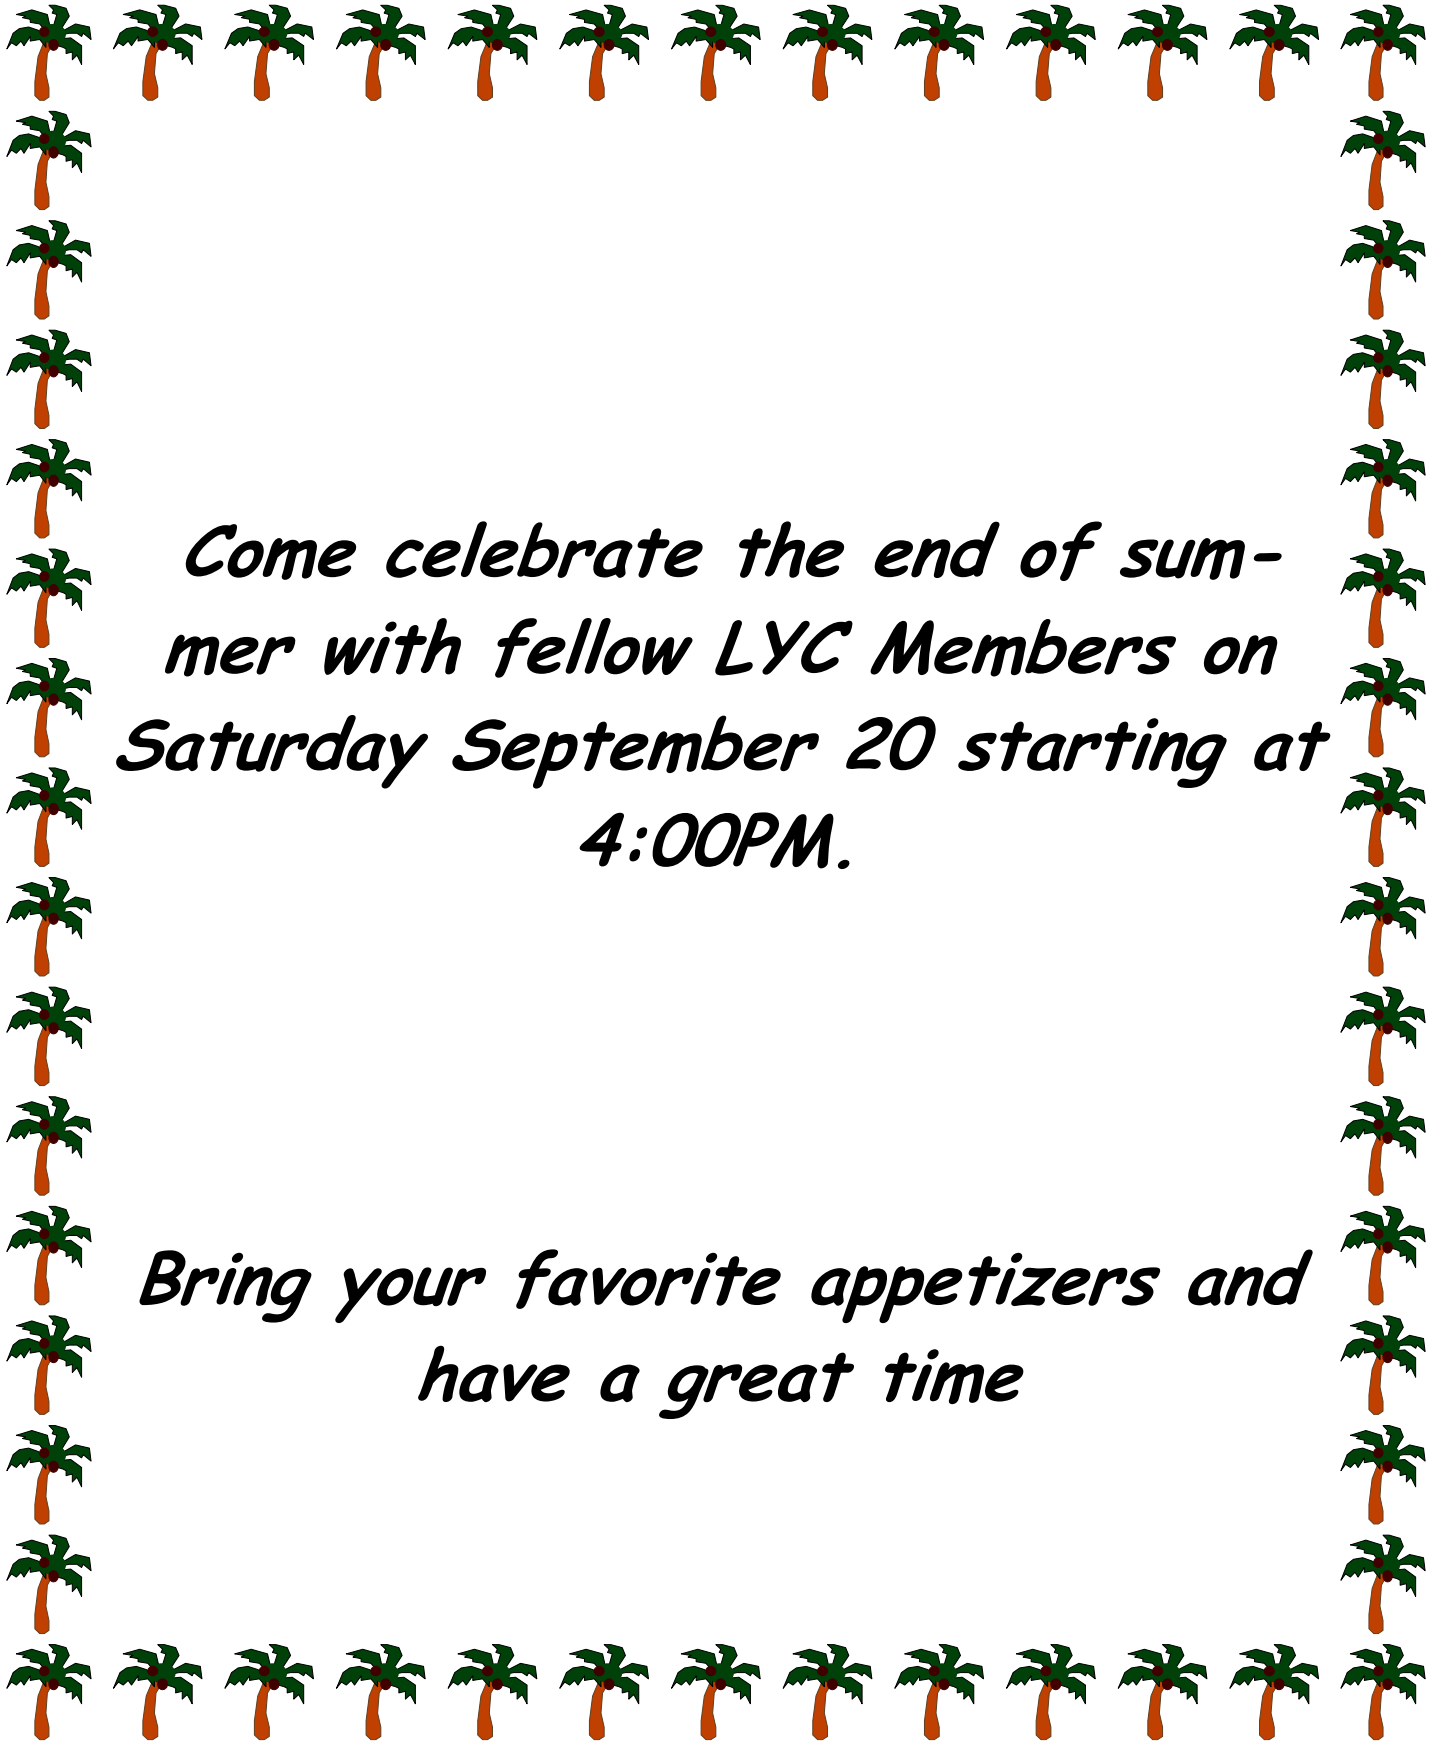 Come celebrate the end of sum-
mer with fellow LYC Members on
Saturday September 20 starting at
4:00PM.
Bring your favorite appetizers and
have a great time